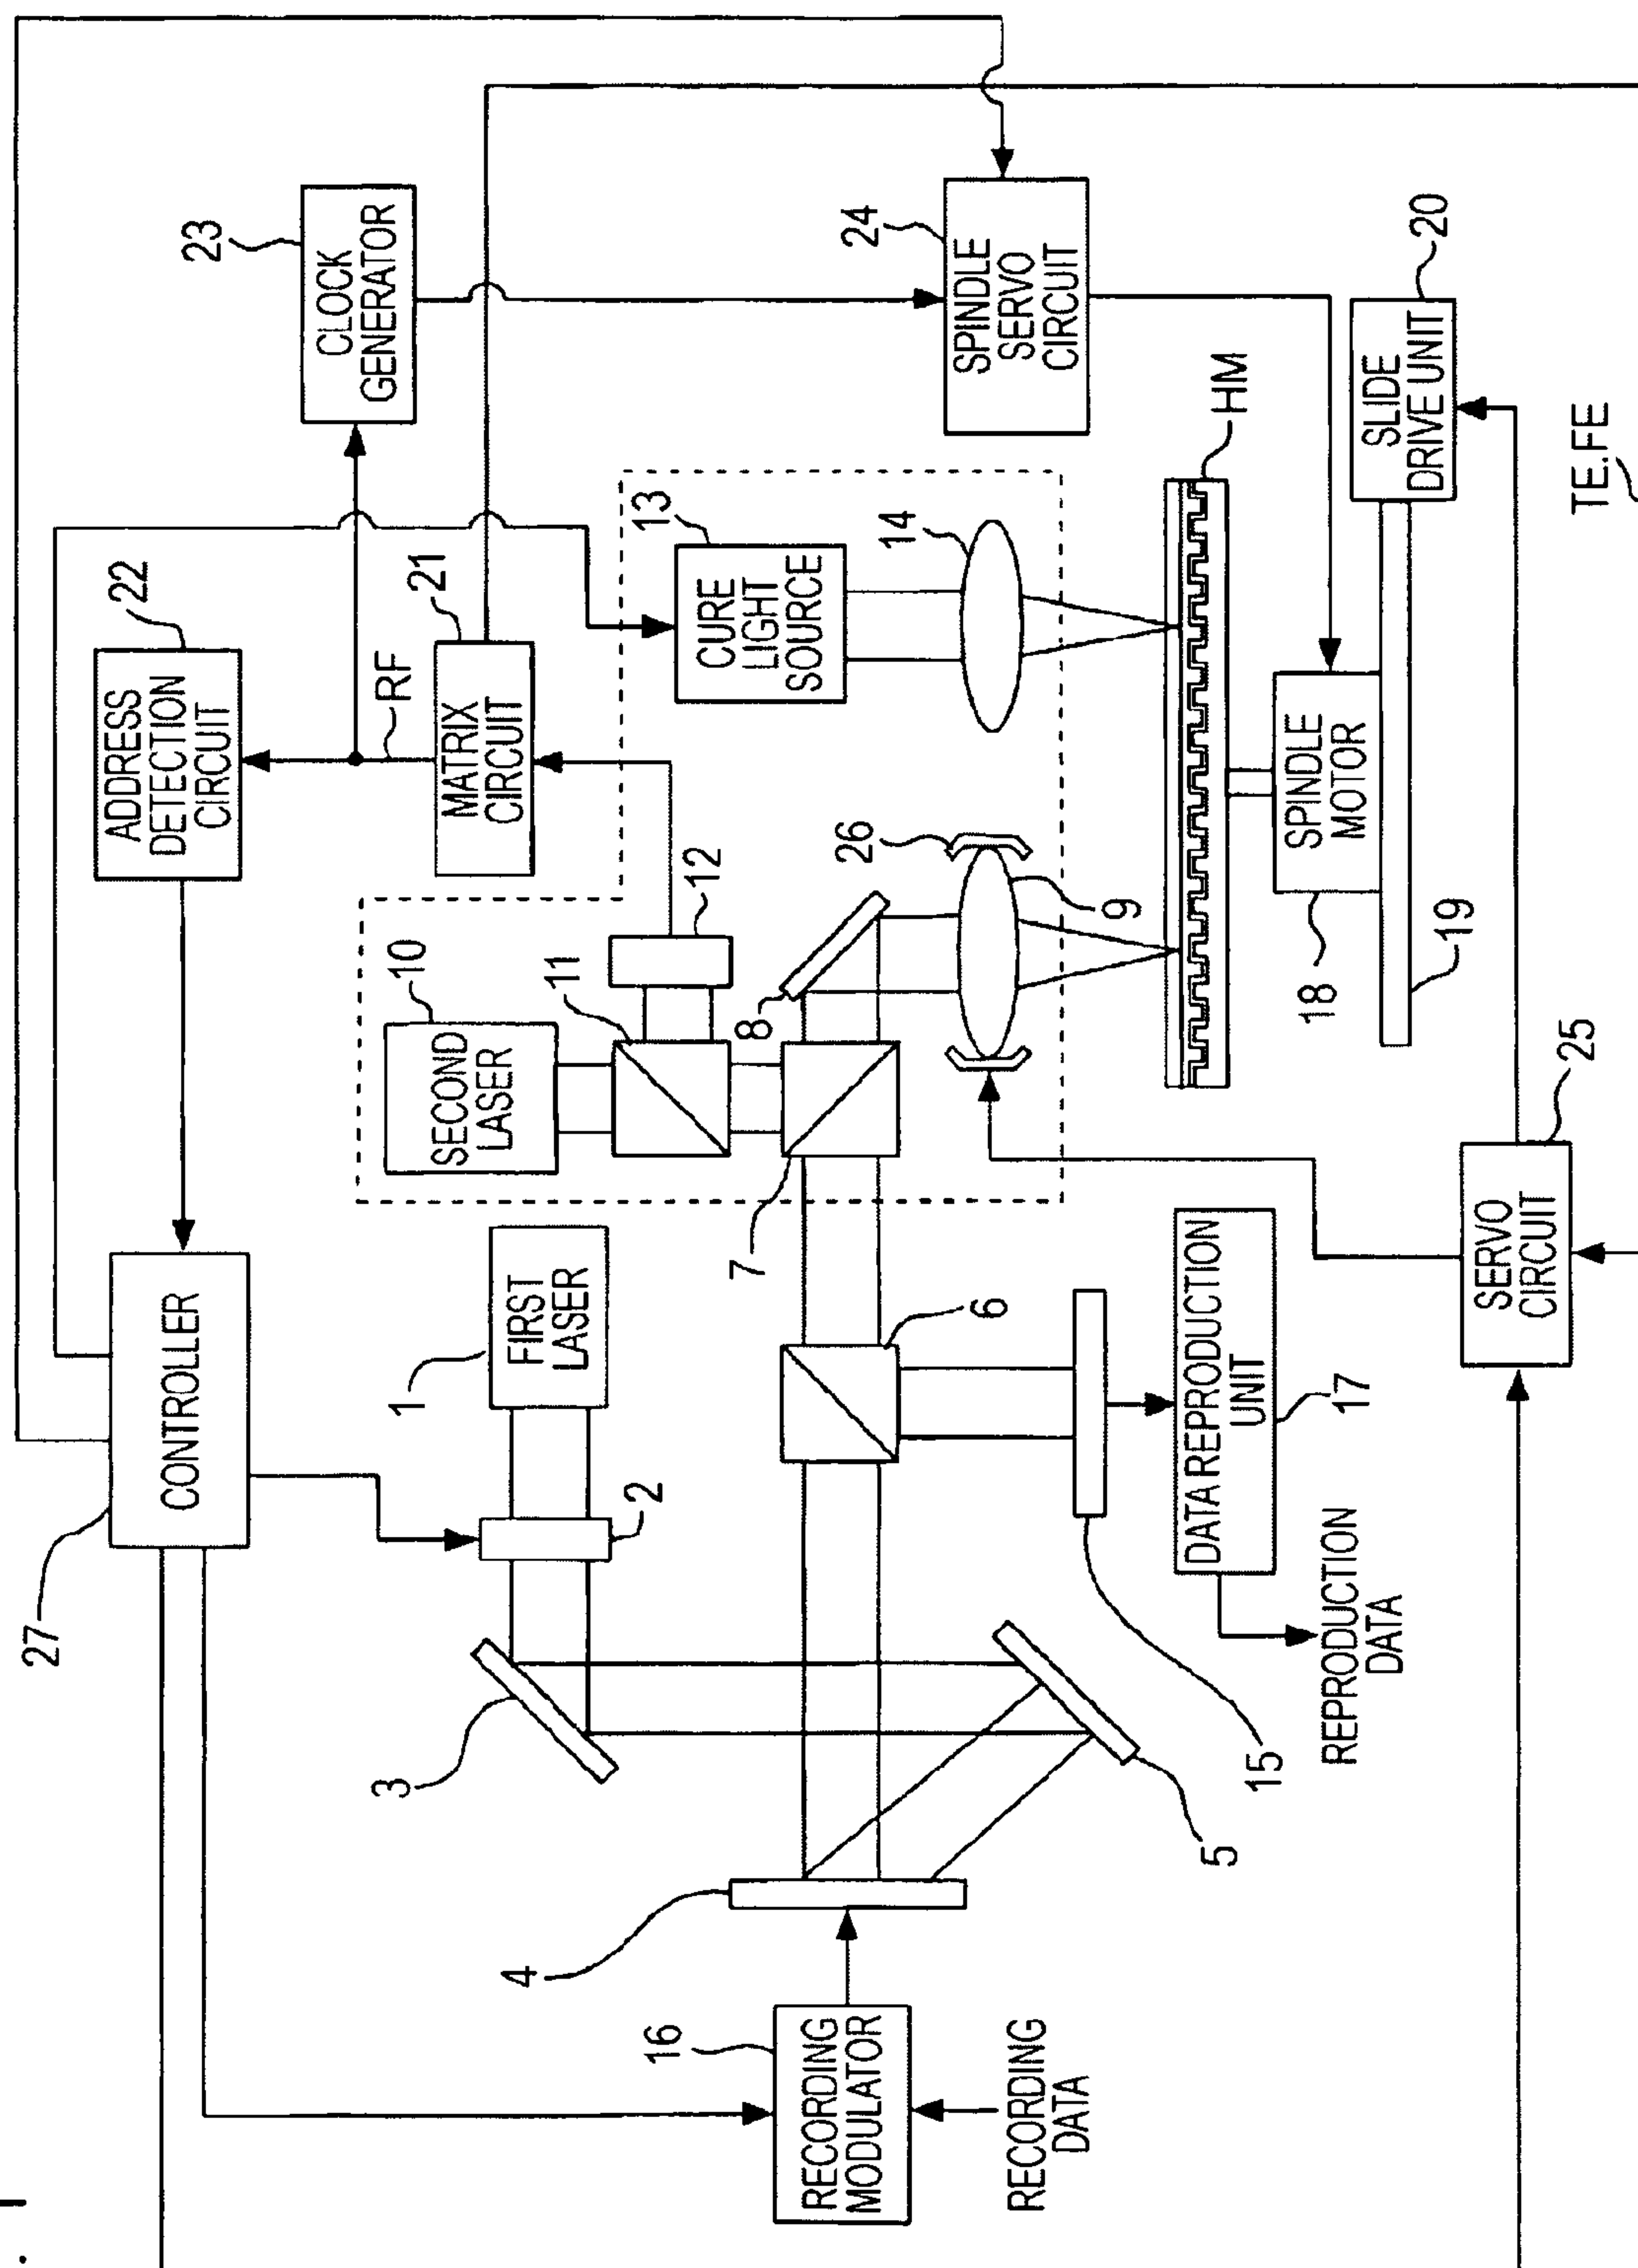 27
CONTROLLER
22
ADDRESS
DETECTION
CIRCUIT
23
CLOCK
GENERATOR
RF
21
MATRIX
CIRCUIT
1
FIRST
LASER
2
3
10
SECOND
LASER
11
12
13
CURE
LIGHT
SOURCE
14
24
SPINDLE
SERVO
CIRCUIT
4
16
RECORDING
MODULATOR
RECORDING
DATA
5
6
7
8
26
9
HM
15
DATA REPRODUCTION
UNIT
17
REPRODUCTION
DATA
18
SPINDLE
MOTOR
19
SLIDE
DRIVE UNIT
20
25
SERVO
CIRCUIT
TE.FE